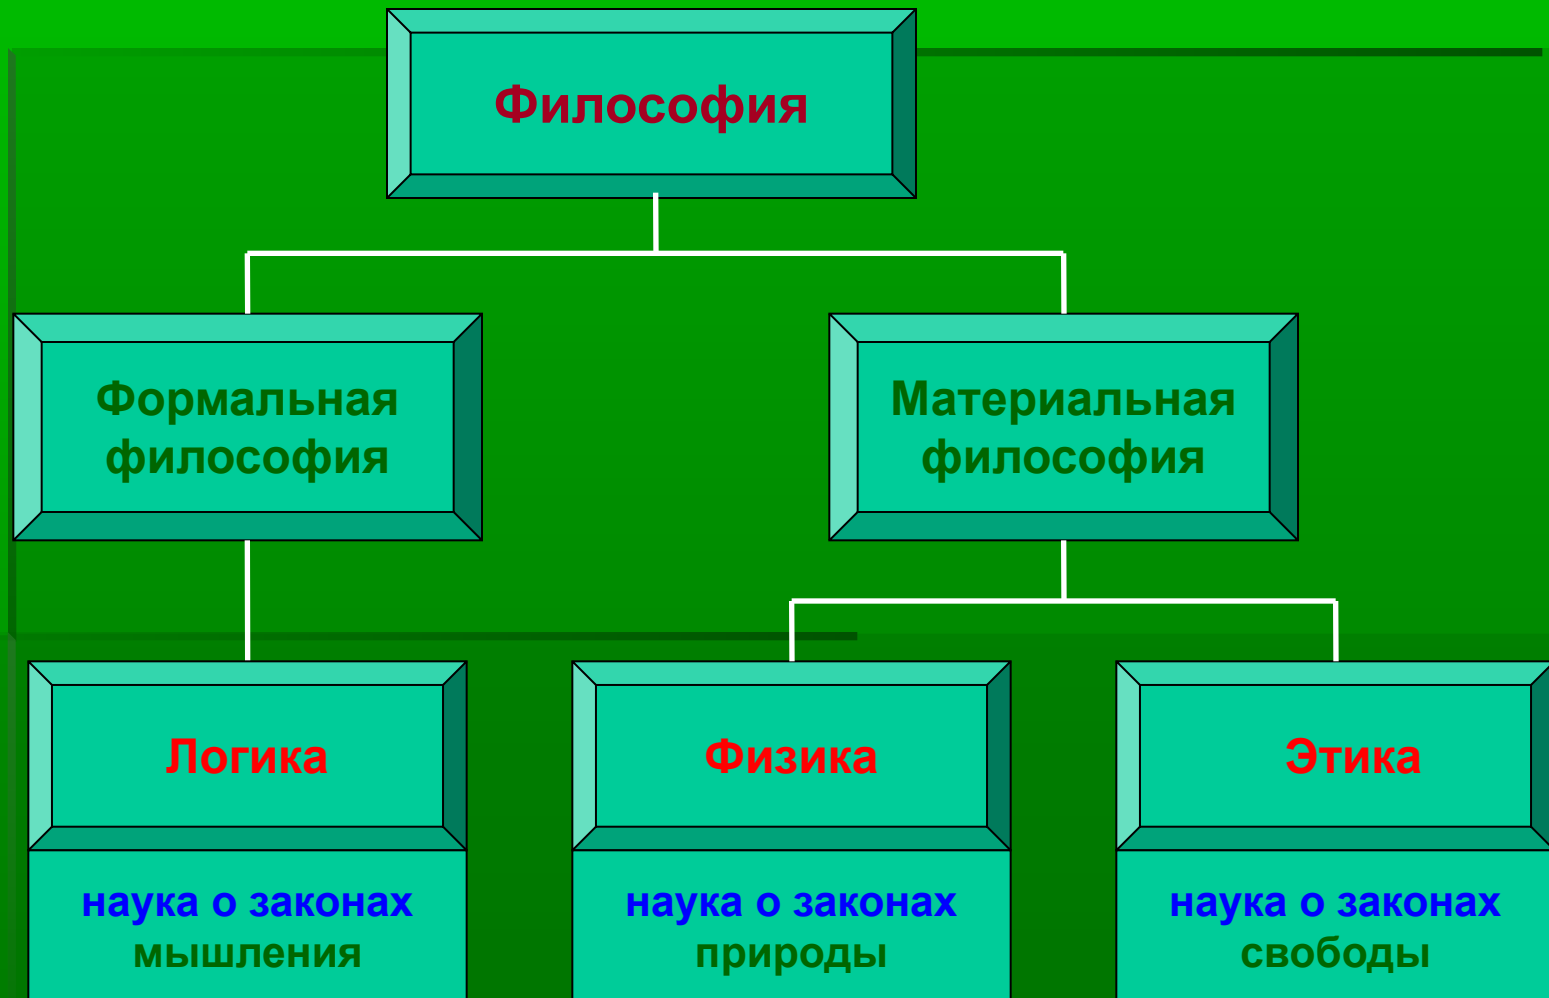 Философия
Формальная
философия
Материальная
философия
Логика
Физика
Этика
наука о законах
мышления
наука о законах
природы
наука о законах
свободы